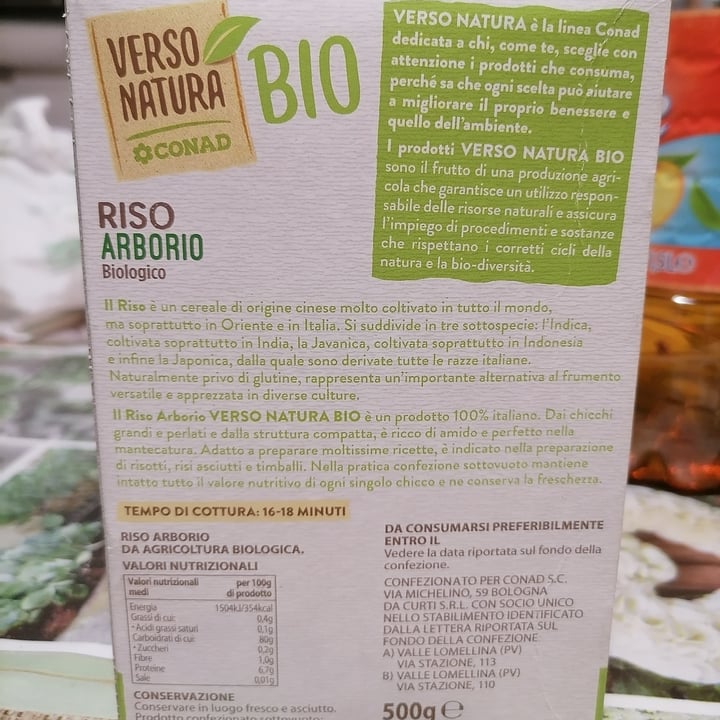 VERSO
NATURA
CONAD
BIO
VERSO NATURA è la linea Conad
dedicata a chi, come te, sceglie con
attenzione i prodotti che consuma,
perché sa che ogni scelta può aiutare
a migliorare il proprio benessere e
quello dell'ambiente.
I prodotti VERSO NATURA BIO
sono il frutto di una produzione agri-
cola che garantisce un utilizzo respon-
sabile delle risorse naturali e assicura
l'impiego di procedimenti e sostanze
che rispettano i corretti cicli della
natura e la bio-diversità.
RISO
ARBORIO
Biologico
Il Riso è un cereale di origine cinese molto coltivato in tutto il mondo,
ma soprattutto in Oriente e in Italia. Si suddivide in tre sottospecie: l'Indica,
coltivata soprattutto in India, la Javanica, coltivata soprattutto in Indonesia
e infine la Japonica, dalla quale sono derivate tutte le razze italiane.
Naturalmente privo di glutine, rappresenta un'importante alternativa al frumento
versatile e apprezzata in diverse culture.
Il Riso Arborio VERSO NATURA BIO è un prodotto 100% italiano. Dai chicchi
grandi e perlati e dalla struttura compatta, è ricco di amido e perfetto nella
mantecatura. Adatto a preparare moltissime ricette, è indicato nella preparazione
di risotti, risi asciutti e timballi. Nella pratica confezione sottovuoto mantiene
intatto tutto il valore nutritivo di ogni singolo chicco e ne conserva la freschezza.
TEMPO DI COTTURA: 16-18 MINUTI
RISO ARBORIO
DA AGRICOLTURA BIOLOGICA.
VALORI NUTRIZIONALI
Valori nutrizionali per 100g
medi di prodotto
Energia 1504kJ/354kcal
Grassi di cui: 0,4g
• Acidi grassi saturi 0,1g
Carboidrati di cui: 80g
• Zuccheri 0,2g
Fibre 1,0g
Proteine 6,7g
Sale 0,01g
CONSERVAZIONE
Conservare in luogo fresco e asciutto.
Prodotto confezionato sottovuoto:
DA CONSUMARSI PREFERIBILMENTE
ENTRO IL
Vedere la data riportata sul fondo della
confezione.
CONFEZIONATO PER CONAD S.C.
VIA MICHELINO, 59 BOLOGNA
DA CURTI S.R.L. CON SOCIO UNICO
NELLO STABILIMENTO IDENTIFICATO
DALLA LETTERA RIPORTATA SUL
FONDO DELLA CONFEZIONE
A) VALLE LOMELLINA (PV)
VIA STAZIONE, 113
B) VALLE LOMELLINA (PV)
VIA STAZIONE, 110
500g ℮